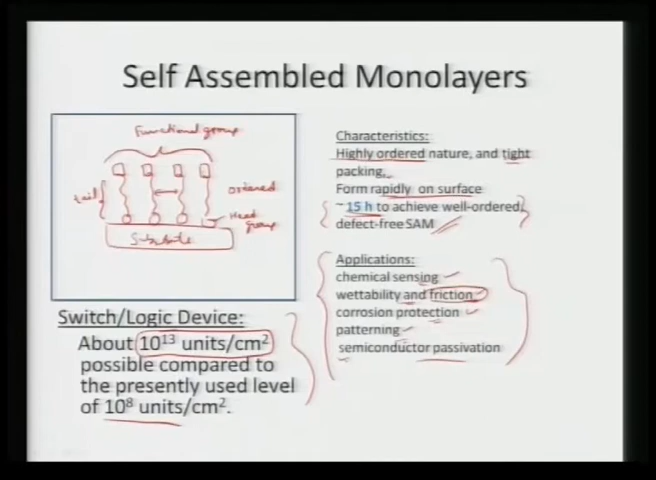 Self Assembled Monolayers
Functional group
tail
ordered
Head
group
Substrate
Characteristics:
Highly ordered nature, and tight
packing,
Form rapidly on surface
~ 15 h to achieve well-ordered,
defect-free SAM
Applications:
chemical sensing
wettability and friction
corrosion protection
patterning
semiconductor passivation
Switch/Logic Device:
About 10¹³ units/cm²
possible compared to
the presently used level
of 10⁸ units/cm².